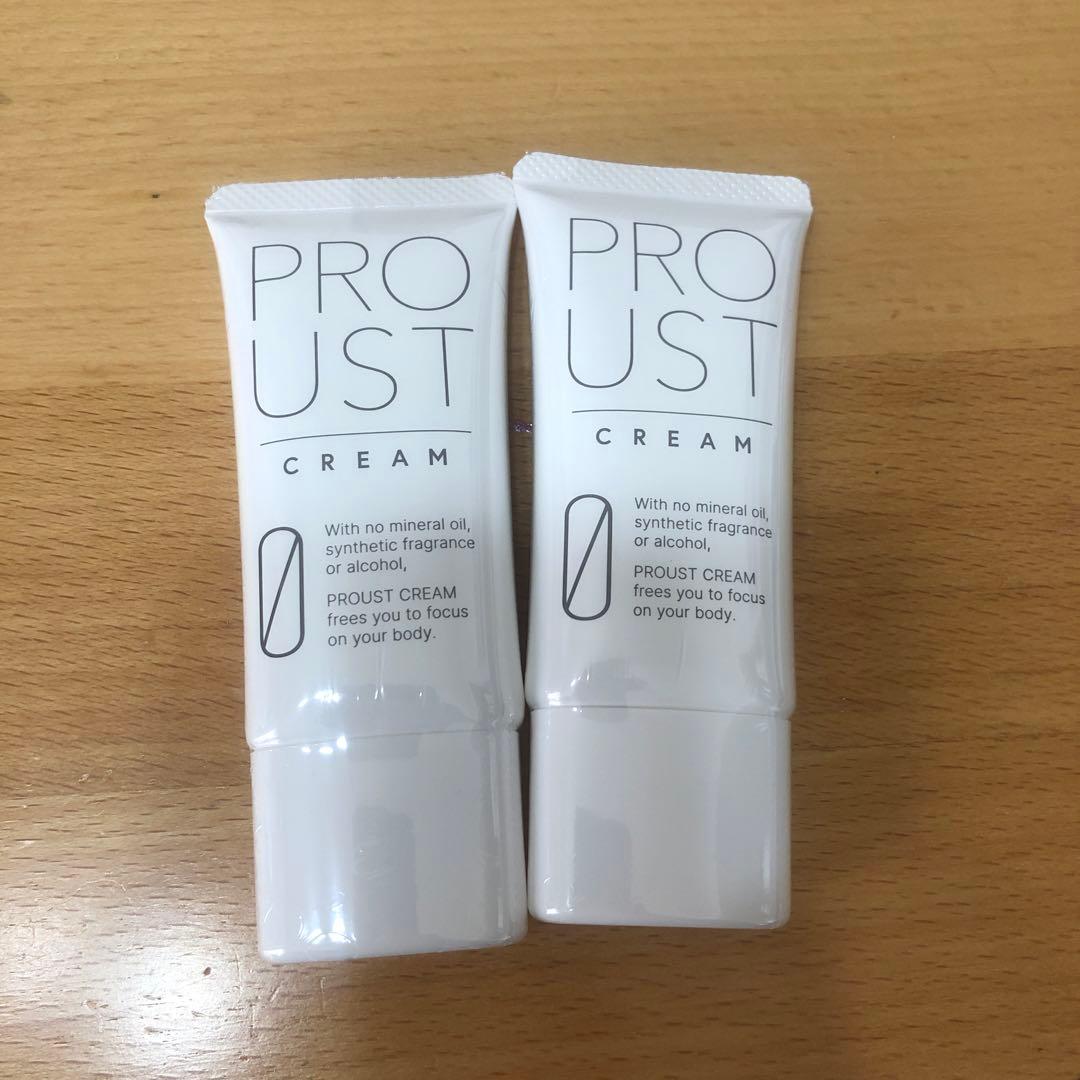 PRO
UST
CREAM
0
With no mineral oil,
synthetic fragrance
or alcohol,
PROUST CREAM
frees you to focus
on your body.
PRO
UST
CREAM
0
With no mineral oil,
synthetic fragrance
or alcohol,
PROUST CREAM
frees you to focus
on your body.